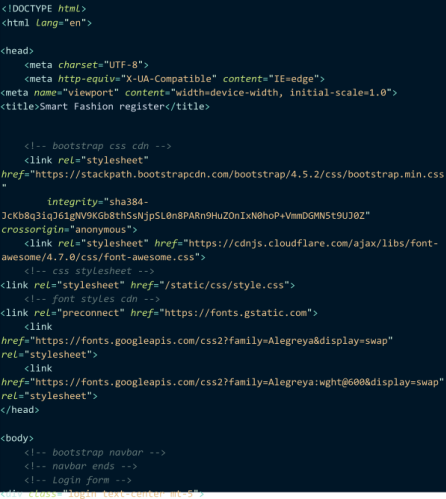 <!DOCTYPE html>
<html lang="en">
<head>
<meta charset="UTF-8">
<meta http-equiv="X-UA-Compatible" content="IE=edge">
<meta name="viewport" content="width=device-width, initial-scale=1.0">
<title>Smart Fashion register</title>
<!-- bootstrap css cdn -->
<link rel="stylesheet"
href="https://stackpath.bootstrapcdn.com/bootstrap/4.5.2/css/bootstrap.min.css
"
integrity="sha384-
JcKb8q3iqJ61gNV9KGb8thSsNjpSL0n8PARn9HuZOnIxN0hoP+VmmDGMN5t9UJ0Z"
crossorigin="anonymous">
<link rel="stylesheet" href="https://cdnjs.cloudflare.com/ajax/libs/font-
awesome/4.7.0/css/font-awesome.css">
<!-- css stylesheet -->
<link rel="stylesheet" href="/static/css/style.css">
<!-- font styles cdn -->
<link rel="preconnect" href="https://fonts.gstatic.com">
<link
href="https://fonts.googleapis.com/css2?family=Alegreya&display=swap"
rel="stylesheet">
<link
href="https://fonts.googleapis.com/css2?family=Alegreya:wght@600&display=swap"
rel="stylesheet">
</head>
<body>
<!-- bootstrap navbar -->
<!-- navbar ends -->
<!-- Login form -->
<div class="login text-center mt-5">